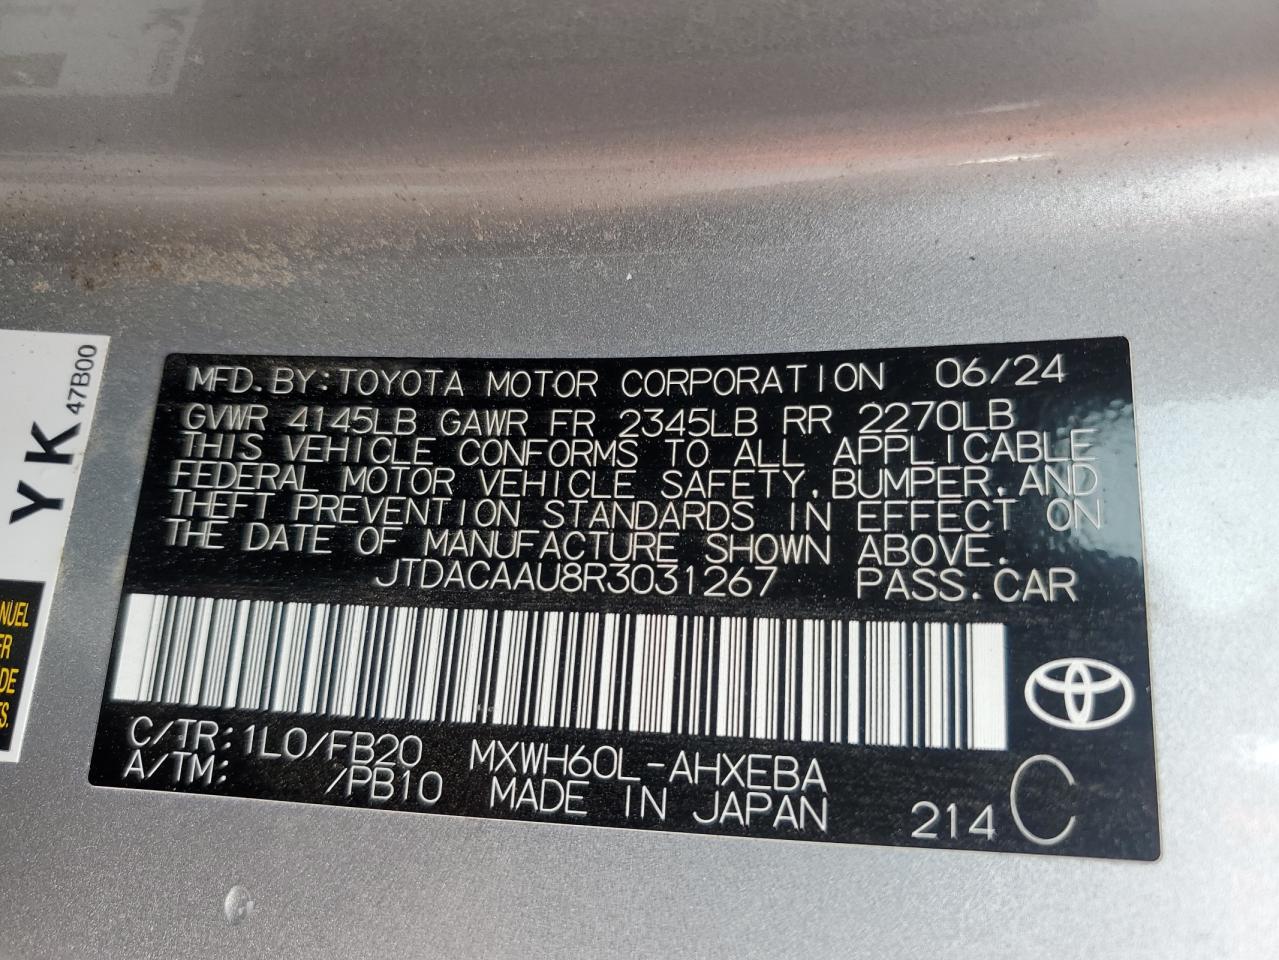 47B00
YK
NUEL
DE
MFD.BY:TOYOTA MOTOR CORPORATION 06/24
GVWR 4145LB GAWR FR 2345LB RR 2270LB
THIS VEHICLE CONFORMS TO ALL APPLICABLE
FEDERAL MOTOR VEHICLE SAFETY,BUMPER,AND
THEFT PREVENTION STANDARDS IN EFFECT ON
THE DATE OF MANUFACTURE SHOWN ABOVE.
JTDACAAU8R3031267 PASS.CAR
C/TR:1L0/FB20 MXWH60L-AHXEBA
A/TM: /PB10 MADE IN JAPAN 214 C